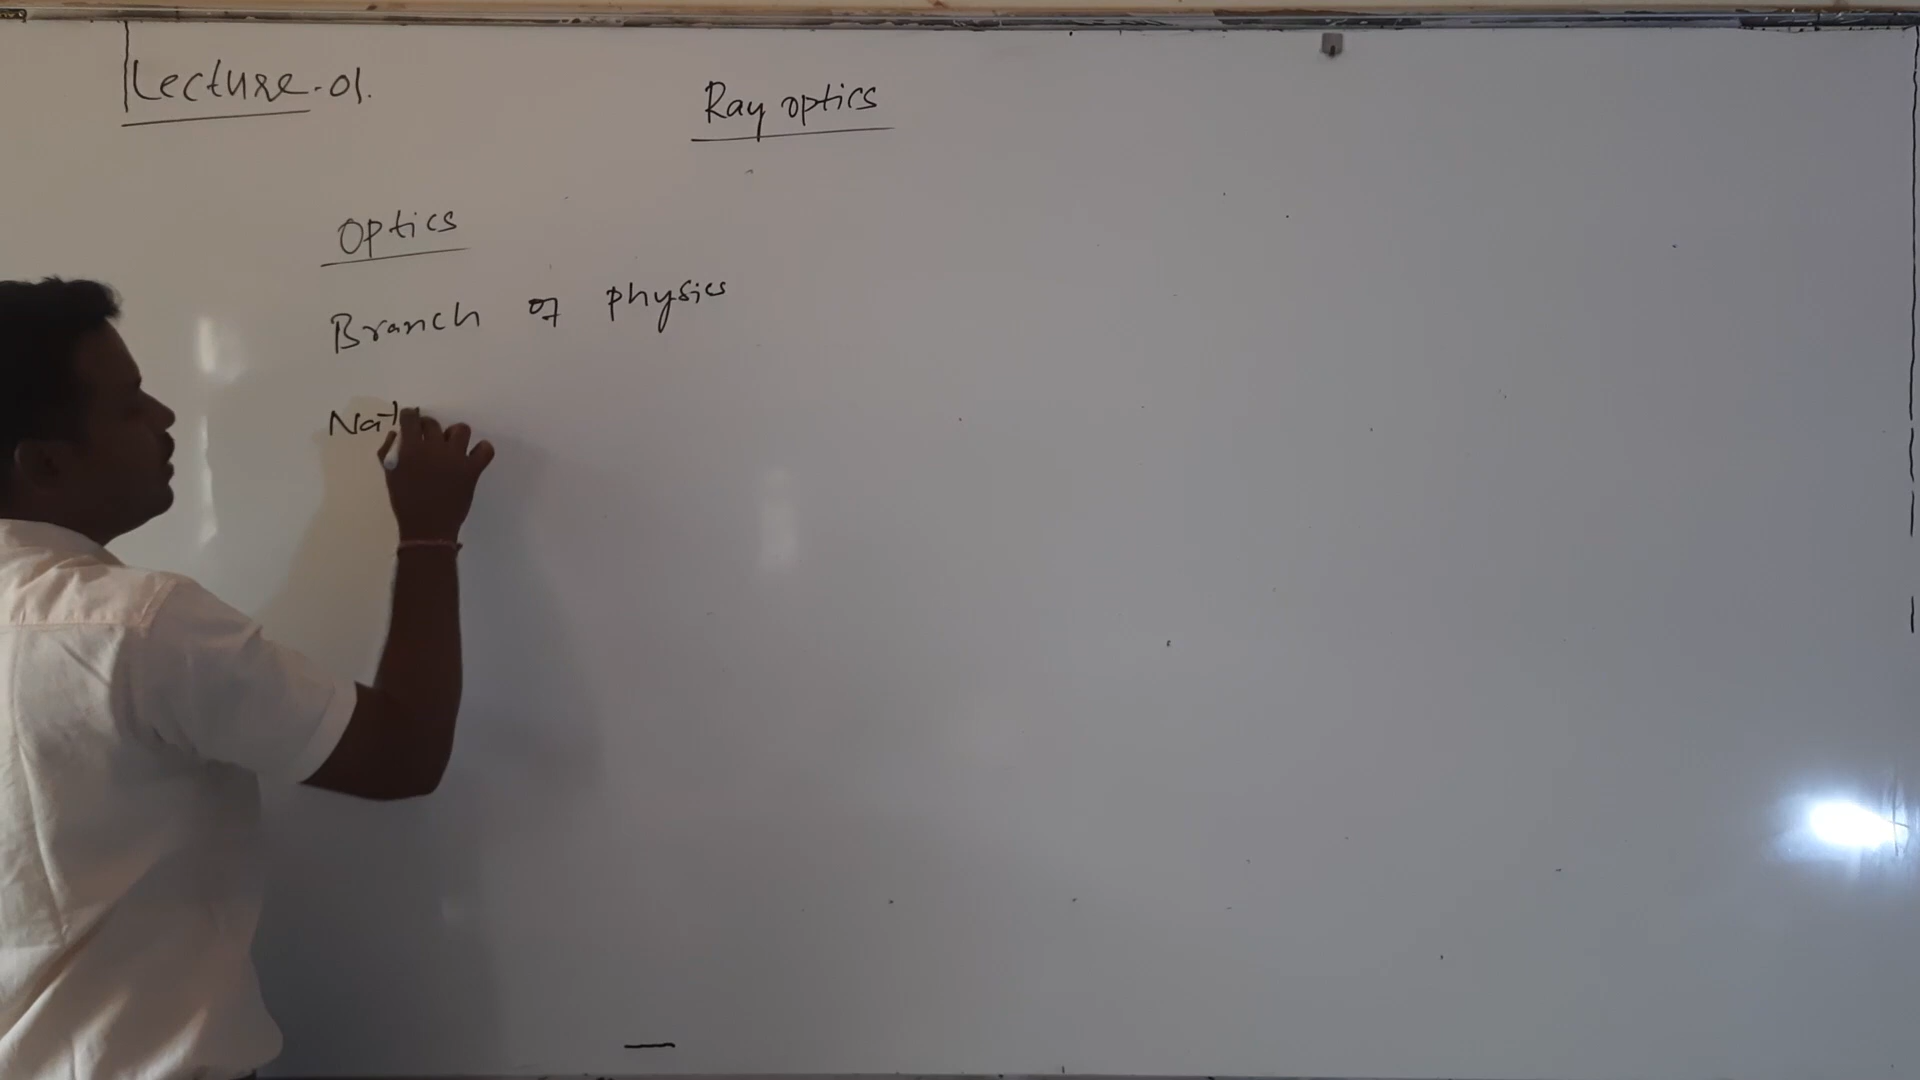 Lecture-01.
Ray optics
Optics
Branch of physics